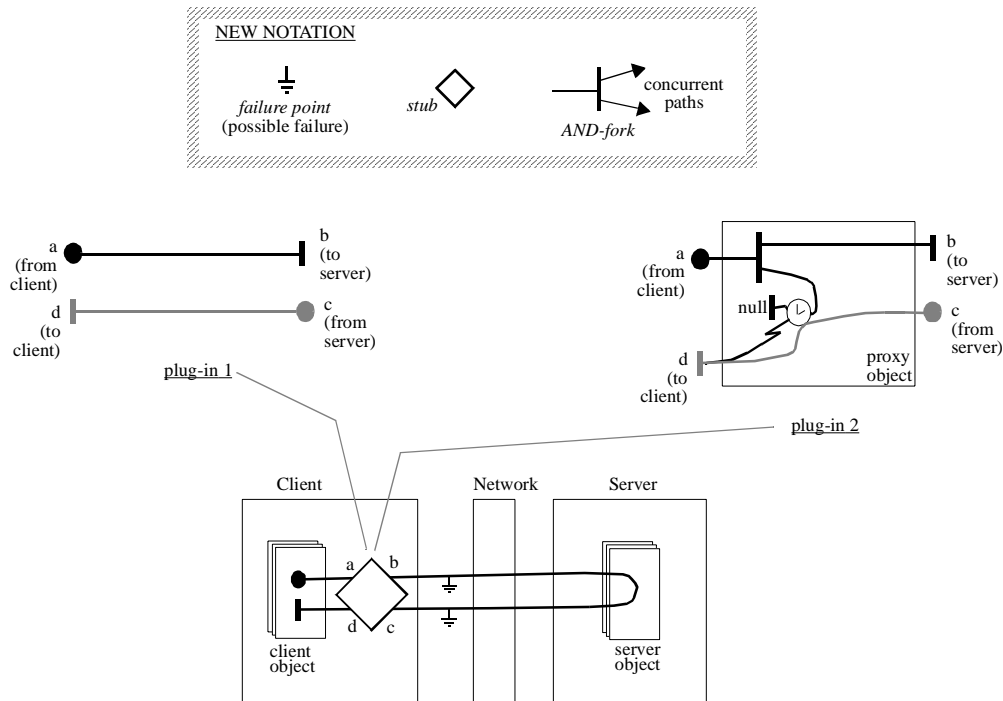 NEW NOTATION
failure point
(possible failure)
stub
AND-fork
concurrent
paths
a
(from
client)
b
(to
server)
d
(to
client)
c
(from
server)
plug-in 1
a
(from
client)
b
(to
server)
null
c
(from
server)
d
(to
client)
proxy
object
plug-in 2
Client
Network
Server
a
b
d
c
client
object
server
object